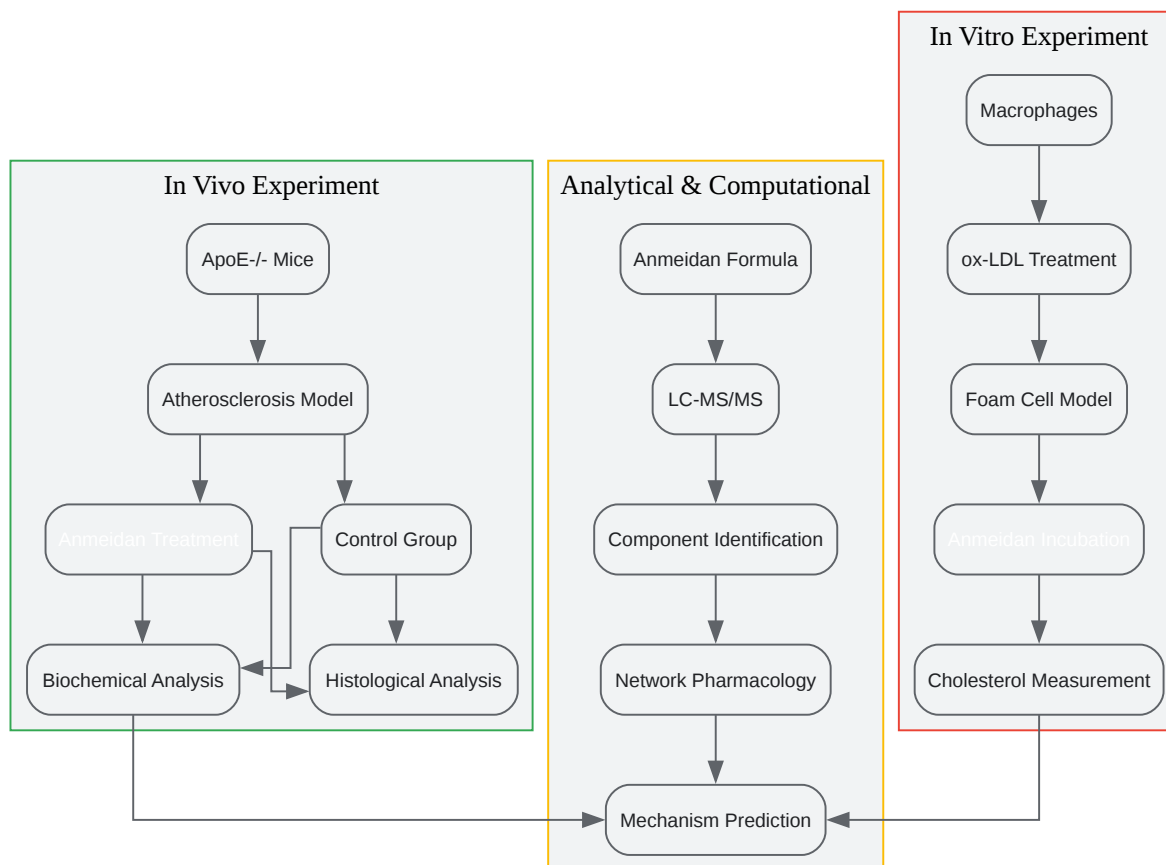 In Vivo Experiment
ApoE-/- Mice
Atherosclerosis Model
Anmeidan Treatment
Control Group
Biochemical Analysis
Histological Analysis
Analytical & Computational
Anmeidan Formula
LC-MS/MS
Component Identification
Network Pharmacology
Mechanism Prediction
In Vitro Experiment
Macrophages
ox-LDL Treatment
Foam Cell Model
Anmeidan Incubation
Cholesterol Measurement